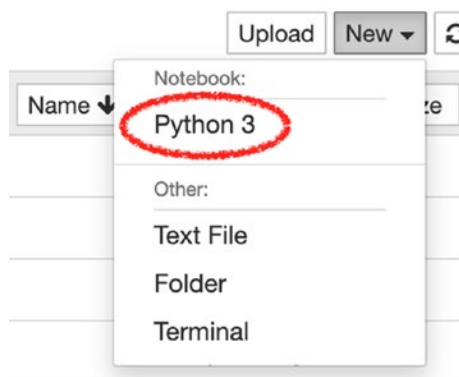 Upload New
Name ze
Notebook:
Python 3
Other:
Text File
Folder
Terminal